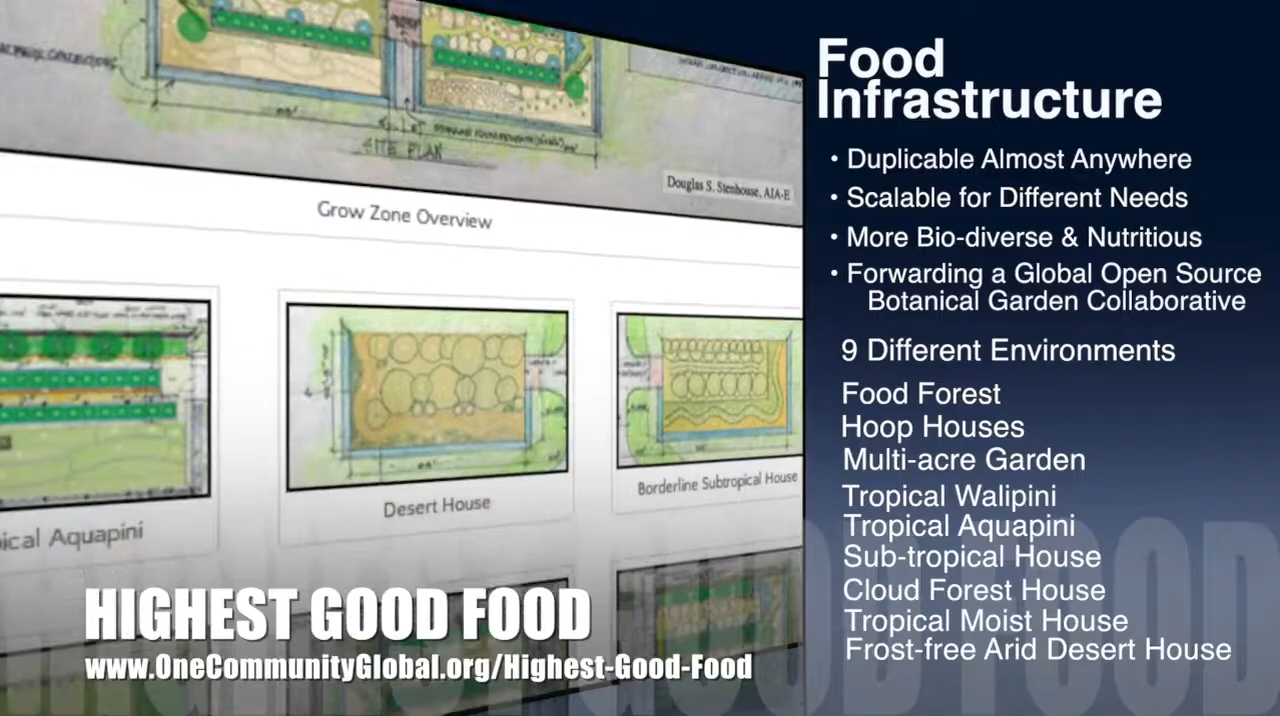 SITE PLAN
Douglas S. Stenhouse, AIA-E
Grow Zone Overview
ical Aquapini
Desert House
Borderline Subtropical House
HIGHEST GOOD FOOD
www.OneCommunityGlobal.org/Highest-Good-Food
Food
Infrastructure
• Duplicable Almost Anywhere
• Scalable for Different Needs
• More Bio-diverse & Nutritious
• Forwarding a Global Open Source
Botanical Garden Collaborative
9 Different Environments
Food Forest
Hoop Houses
Multi-acre Garden
Tropical Walipini
Tropical Aquapini
Sub-tropical House
Cloud Forest House
Tropical Moist House
Frost-free Arid Desert House